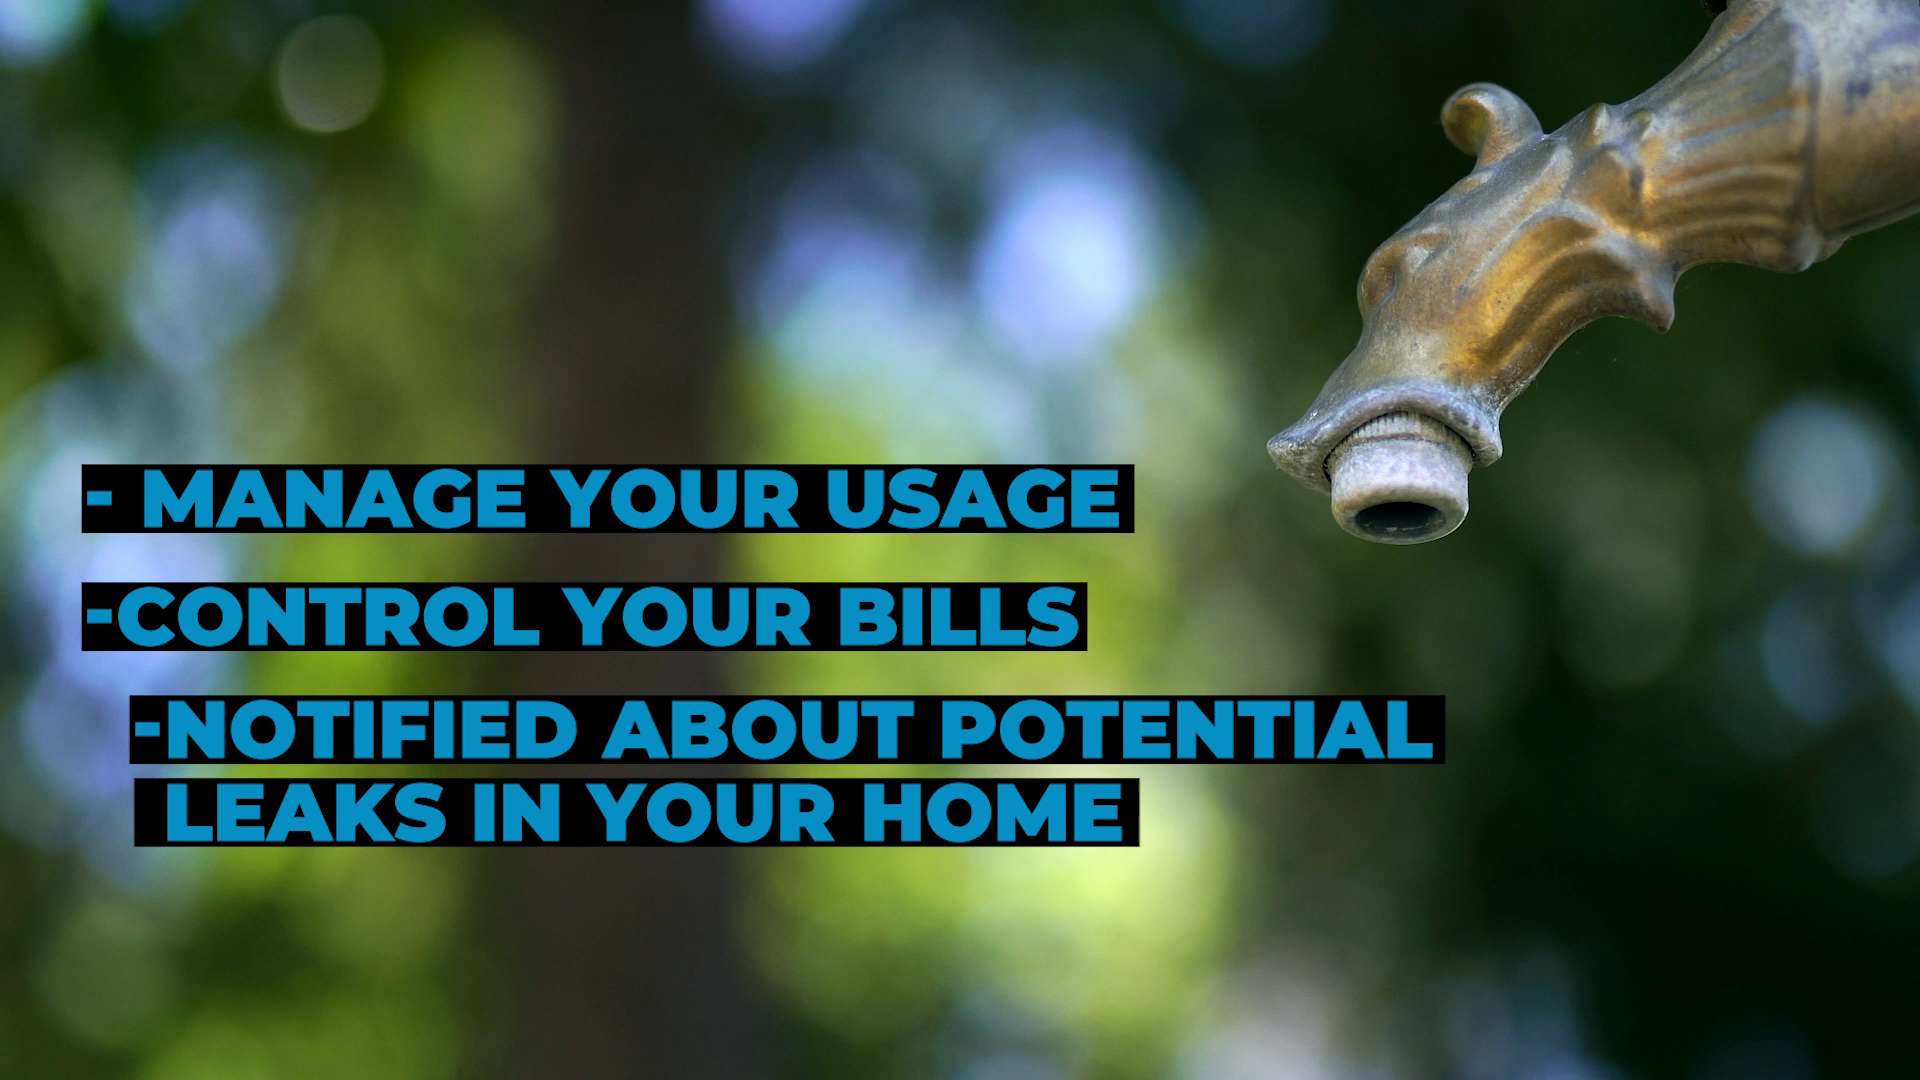 - MANAGE YOUR USAGE
-CONTROL YOUR BILLS
-NOTIFIED ABOUT POTENTIAL
LEAKS IN YOUR HOME